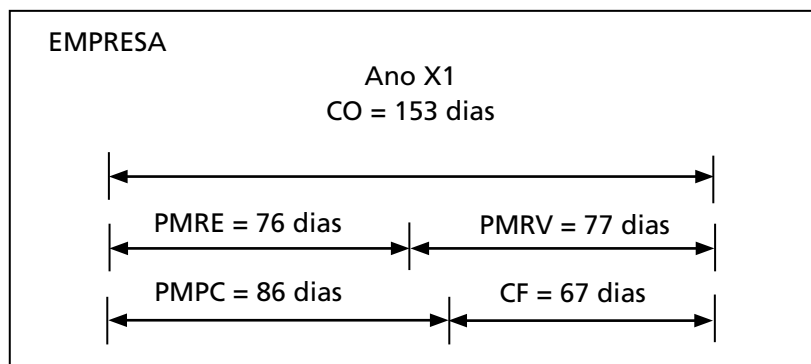 EMPRESA
Ano X1
CO = 153 dias
PMRE = 76 dias PMRV = 77 dias
PMPC = 86 dias CF = 67 dias